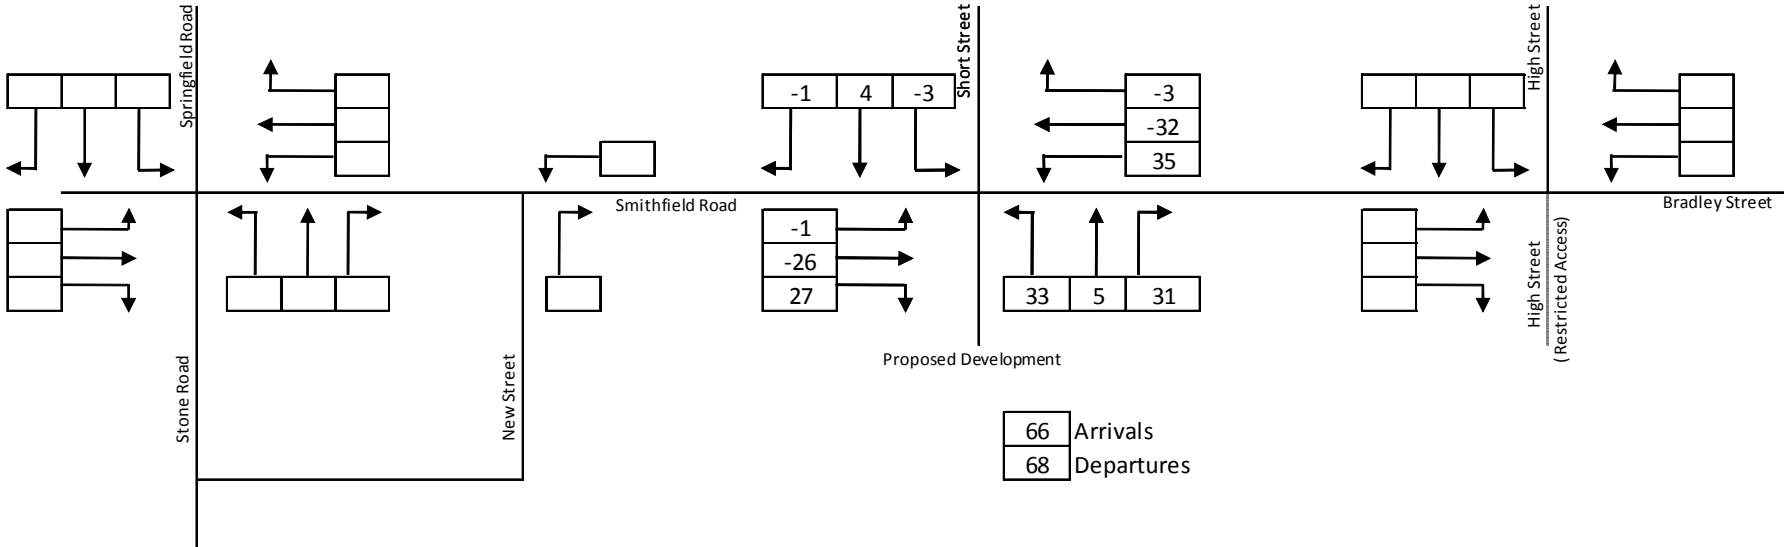 Springfield Road
Short Street
High Street
-1 4 -3
-3
-32
35
Smithfield Road
Bradley Street
-1
-26
27
33 5 31
High Street
(Restricted Access)
Proposed Development
Stone Road
New Street
66 Arrivals
68 Departures